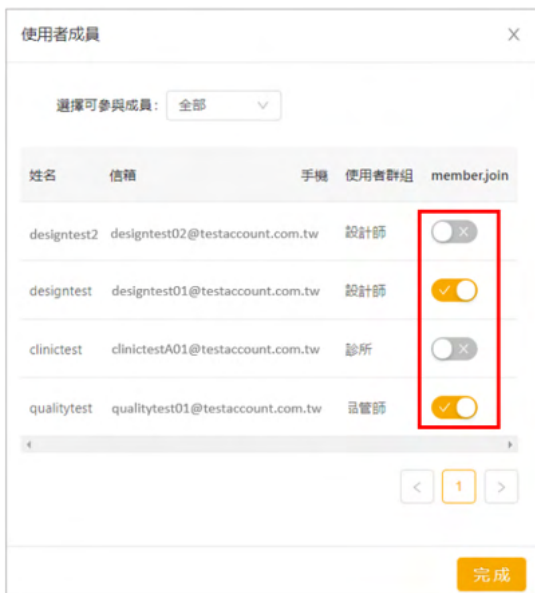 使用者成員
選擇可參與成員: 全部
姓名 信箱 手機 使用者群組 member.join
designtest2 designtest02@testaccount.com.tw 設計師
designtest designtest01@testaccount.com.tw 設計師
clinictest clinictestA01@testaccount.com.tw 診所
qualitytest qualitytest01@testaccount.com.tw 品管師
< 1 >
完成